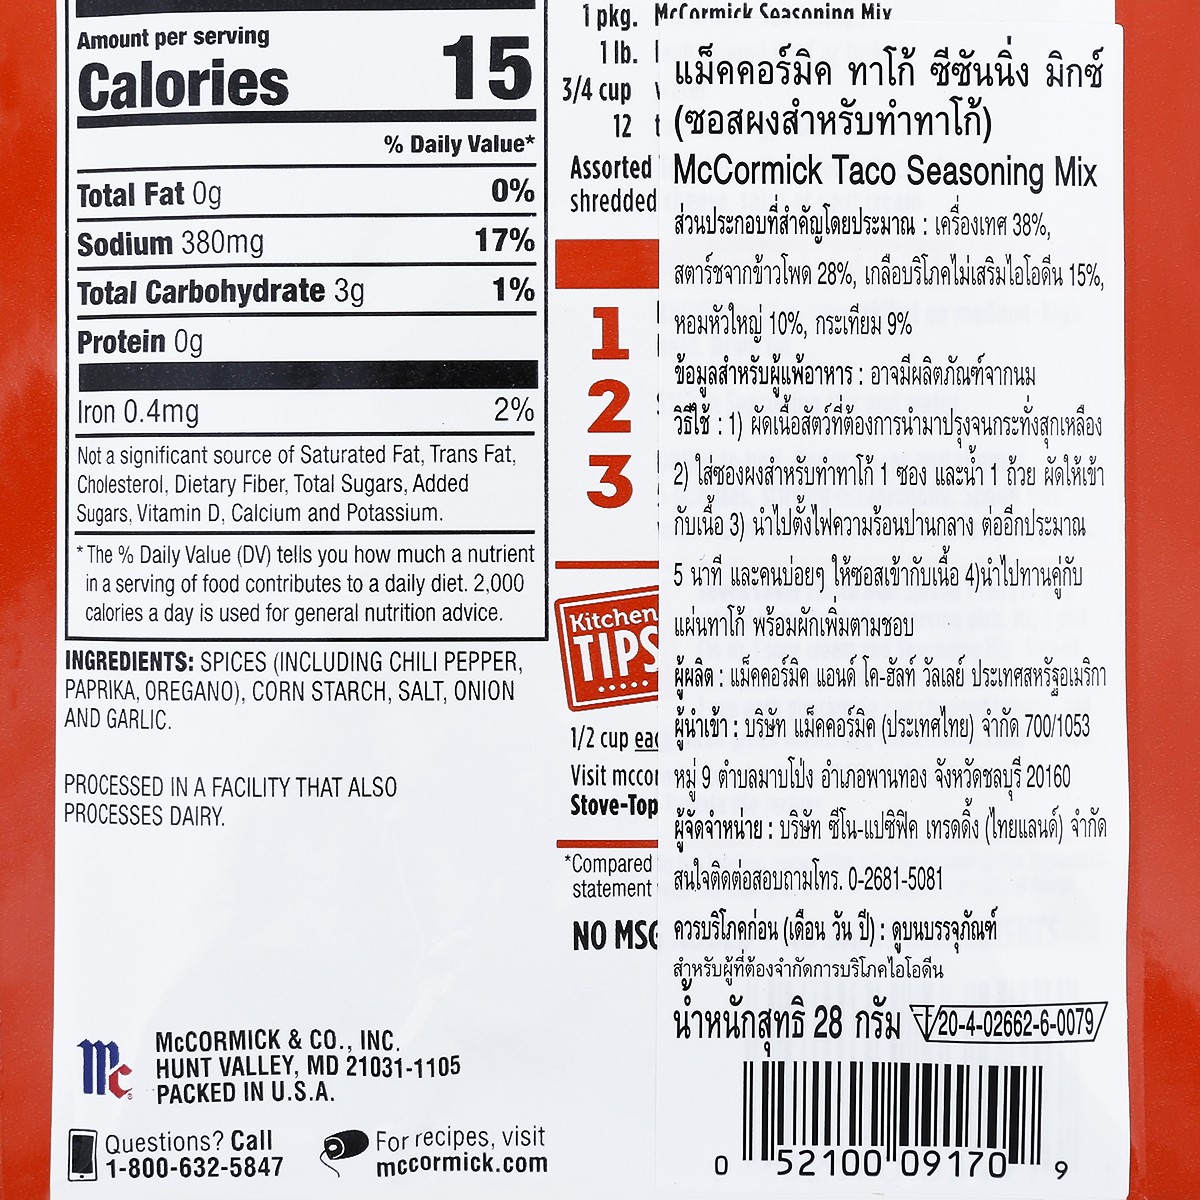 Amount per serving
Calories 15
% Daily Value*
Total Fat 0g 0%
Sodium 380mg 17%
Total Carbohydrate 3g 1%
Protein 0g
Iron 0.4mg 2%
Not a significant source of Saturated Fat, Trans Fat,
Cholesterol, Dietary Fiber, Total Sugars, Added
Sugars, Vitamin D, Calcium and Potassium.
* The % Daily Value (DV) tells you how much a nutrient
in a serving of food contributes to a daily diet. 2,000
calories a day is used for general nutrition advice.
INGREDIENTS: SPICES (INCLUDING CHILI PEPPER,
PAPRIKA, OREGANO), CORN STARCH, SALT, ONION
AND GARLIC.
PROCESSED IN A FACILITY THAT ALSO
PROCESSES DAIRY.
McCORMICK & CO., INC.
HUNT VALLEY, MD 21031-1105
PACKED IN U.S.A.
Mc
Questions? Call
1-800-632-5847
For recipes, visit
mccormick.com
1 pkg. McCormick Seasoning Mix
1 lb.
3/4 cup
12
Assorted
shredded
1
2
3
Kitchen
TIPS
1/2 cup
Visit
Stove-Top
*Compared
statement
NO MSG
แม็คคอร์มิค ทาโก้ ซีซันนิ่ง มิกซ์
(ซอสผงสำหรับทำทาโก้)
McCormick Taco Seasoning Mix
ส่วนประกอบที่สำคัญโดยประมาณ : เครื่องเทศ 38%,
สตาร์ชจากข้าวโพด 28%, เกลือบริโภคไม่เสริมไอโอดีน 15%,
หอมหัวใหญ่ 10%, กระเทียม 9%
ข้อมูลสำหรับผู้แพ้อาหาร : อาจมีผลิตภัณฑ์จากนม
วิธีใช้ : 1) ผัดเนื้อสัตว์ที่ต้องการนำมาปรุงจนกระทั่งสุกเหลือง
2) ใส่ซองผงสำหรับทำทาโก้ 1 ซอง และน้ำ 1 ถ้วย ผัดให้เข้า
กับเนื้อ 3) นำไปตั้งไฟความร้อนปานกลาง ต่ออีกประมาณ
5 นาที และคนบ่อยๆ ให้ซอสเข้ากับเนื้อ 4)นำไปทานคู่กับ
แผ่นทาโก้ พร้อมผักเพิ่มตามชอบ
ผู้ผลิต : แม็คคอร์มิค แอนด์ โค-ฮัลท์ วัลเลย์ ประเทศสหรัฐอเมริกา
ผู้นำเข้า : บริษัท แม็คคอร์มิค (ประเทศไทย) จำกัด 700/1053
หมู่ 9 ตำบลมาบโป่ง อำเภอพานทอง จังหวัดชลบุรี 20160
ผู้จัดจำหน่าย : บริษัท ซีโน-แปซิฟิค เทรดดิ้ง (ไทยแลนด์) จำกัด
สนใจติดต่อสอบถามโทร. 0-2681-5081
ควรบริโภคก่อน (เดือน วัน ปี) : ดูบนบรรจุภัณฑ์
สำหรับผู้ที่ต้องจำกัดการบริโภคไอโอดีน
น้ำหนักสุทธิ 28 กรัม 20-4-02662-6-0079
0 52100 09170 9